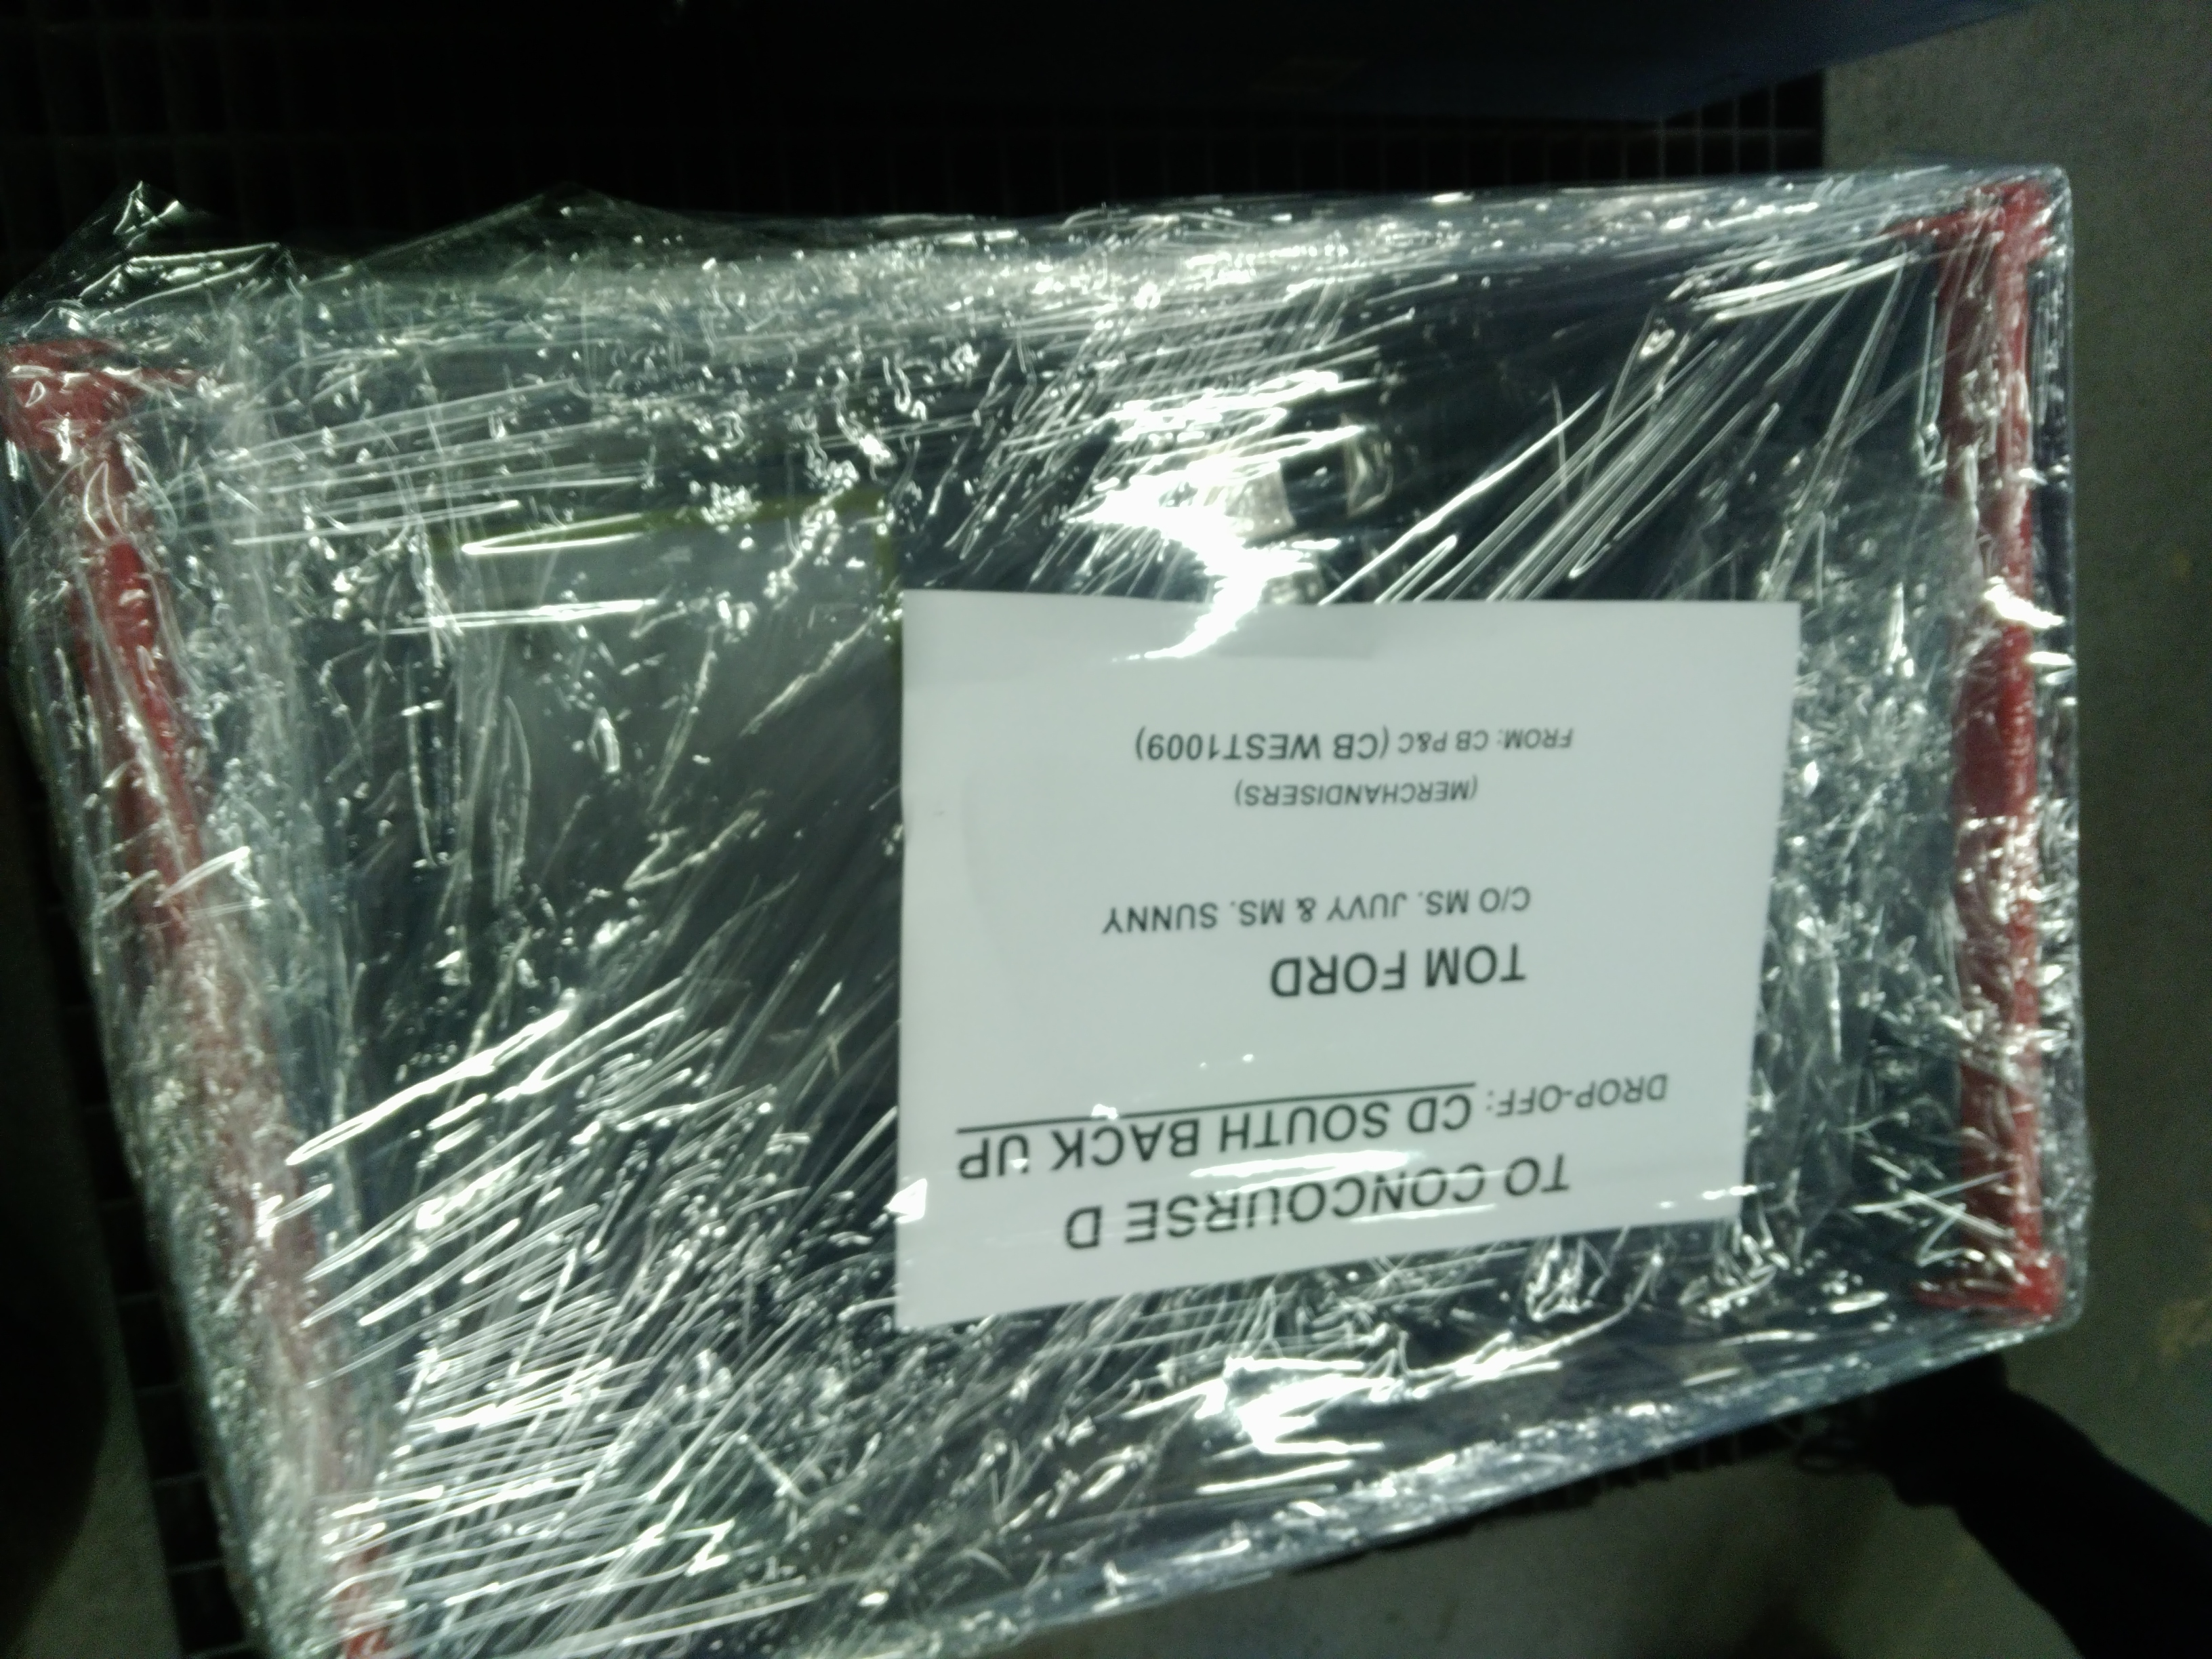 TO CONCOURSE D
DROP-OFF: CD SOUTH BACK UP
TOM FORD
C/O MS. JUVY & MS. SUNNY
(MERCHANDISERS)
FROM: CB P&C (CB WEST1009)